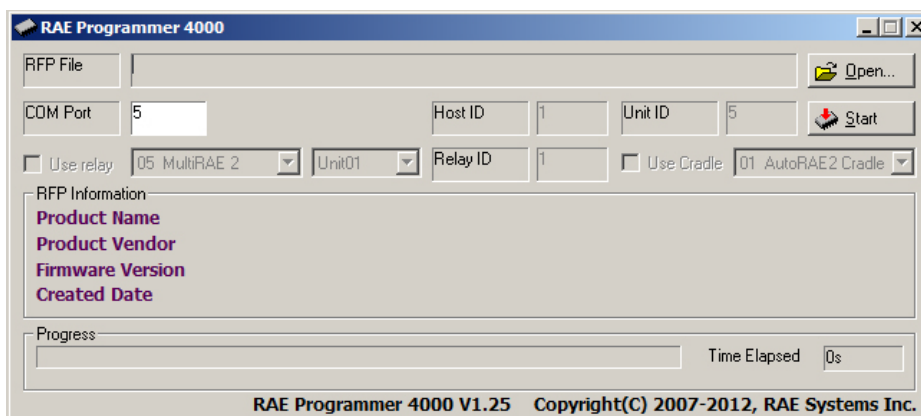 RAE Programmer 4000
RFP File Open...
COM Port 5 Host ID 1 Unit ID 5 Start
Use relay 05 MultiRAE 2 Unit01 Relay ID 1 Use Cradle 01 AutoRAE2 Cradle
RFP Information
Product Name
Product Vendor
Firmware Version
Created Date
Progress
Time Elapsed 0s
RAE Programmer 4000 V1.25 Copyright(C) 2007-2012, RAE Systems Inc.